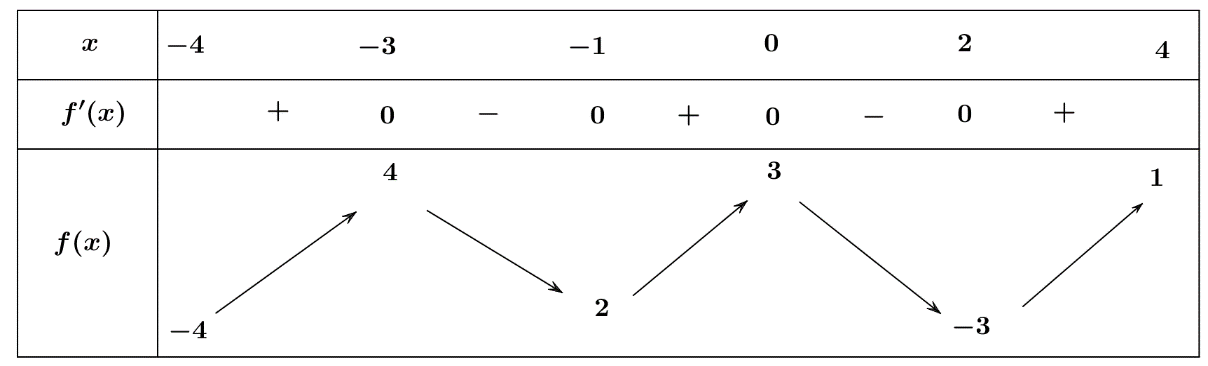 x −4 −3 −1 0 2 4
f′(x) + 0 − 0 + 0 − 0 +
4 3 1
f(x)
2
−4 −3